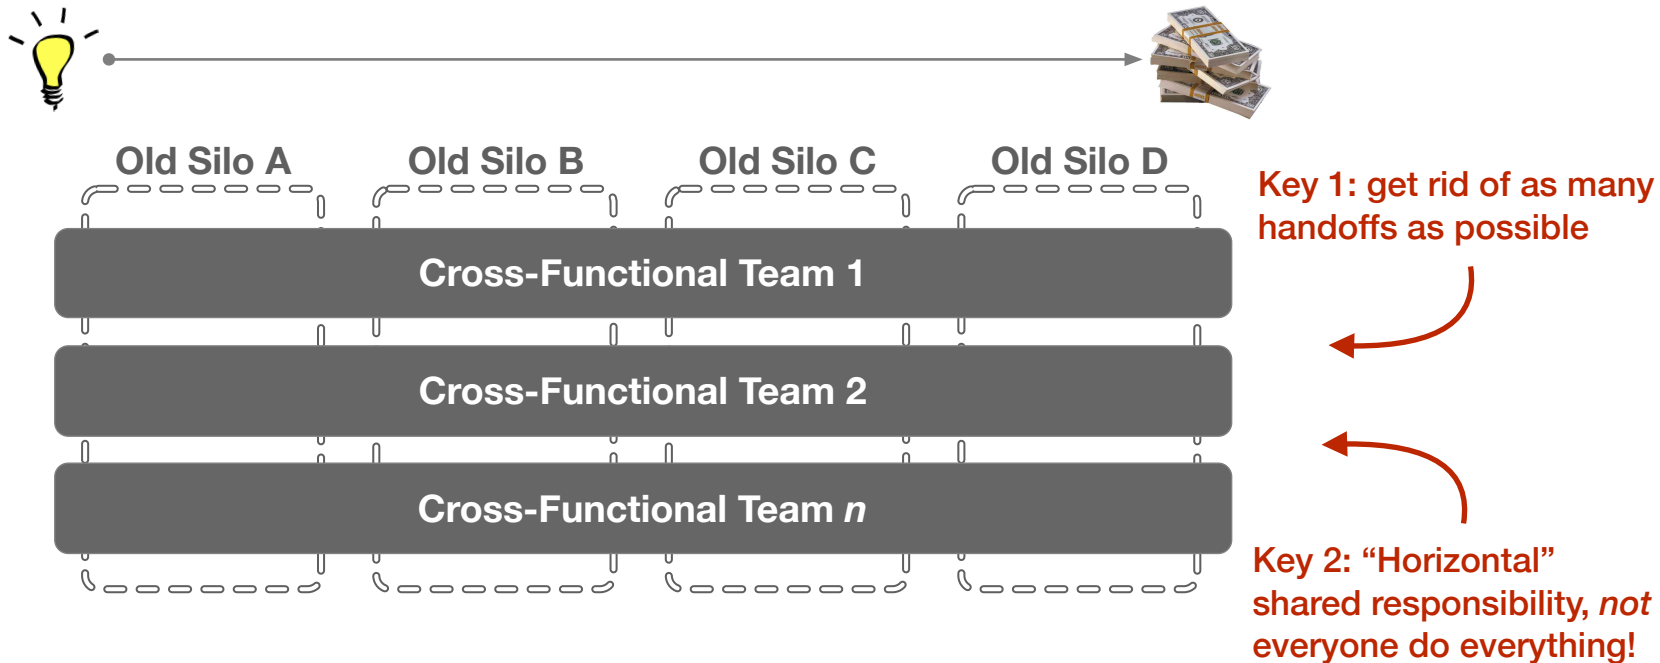 Old Silo A
Old Silo B
Old Silo C
Old Silo D
Key 1: get rid of as many
handoffs as possible
Cross-Functional Team 1
Cross-Functional Team 2
Cross-Functional Team n
Key 2: “Horizontal”
shared responsibility, not
everyone do everything!